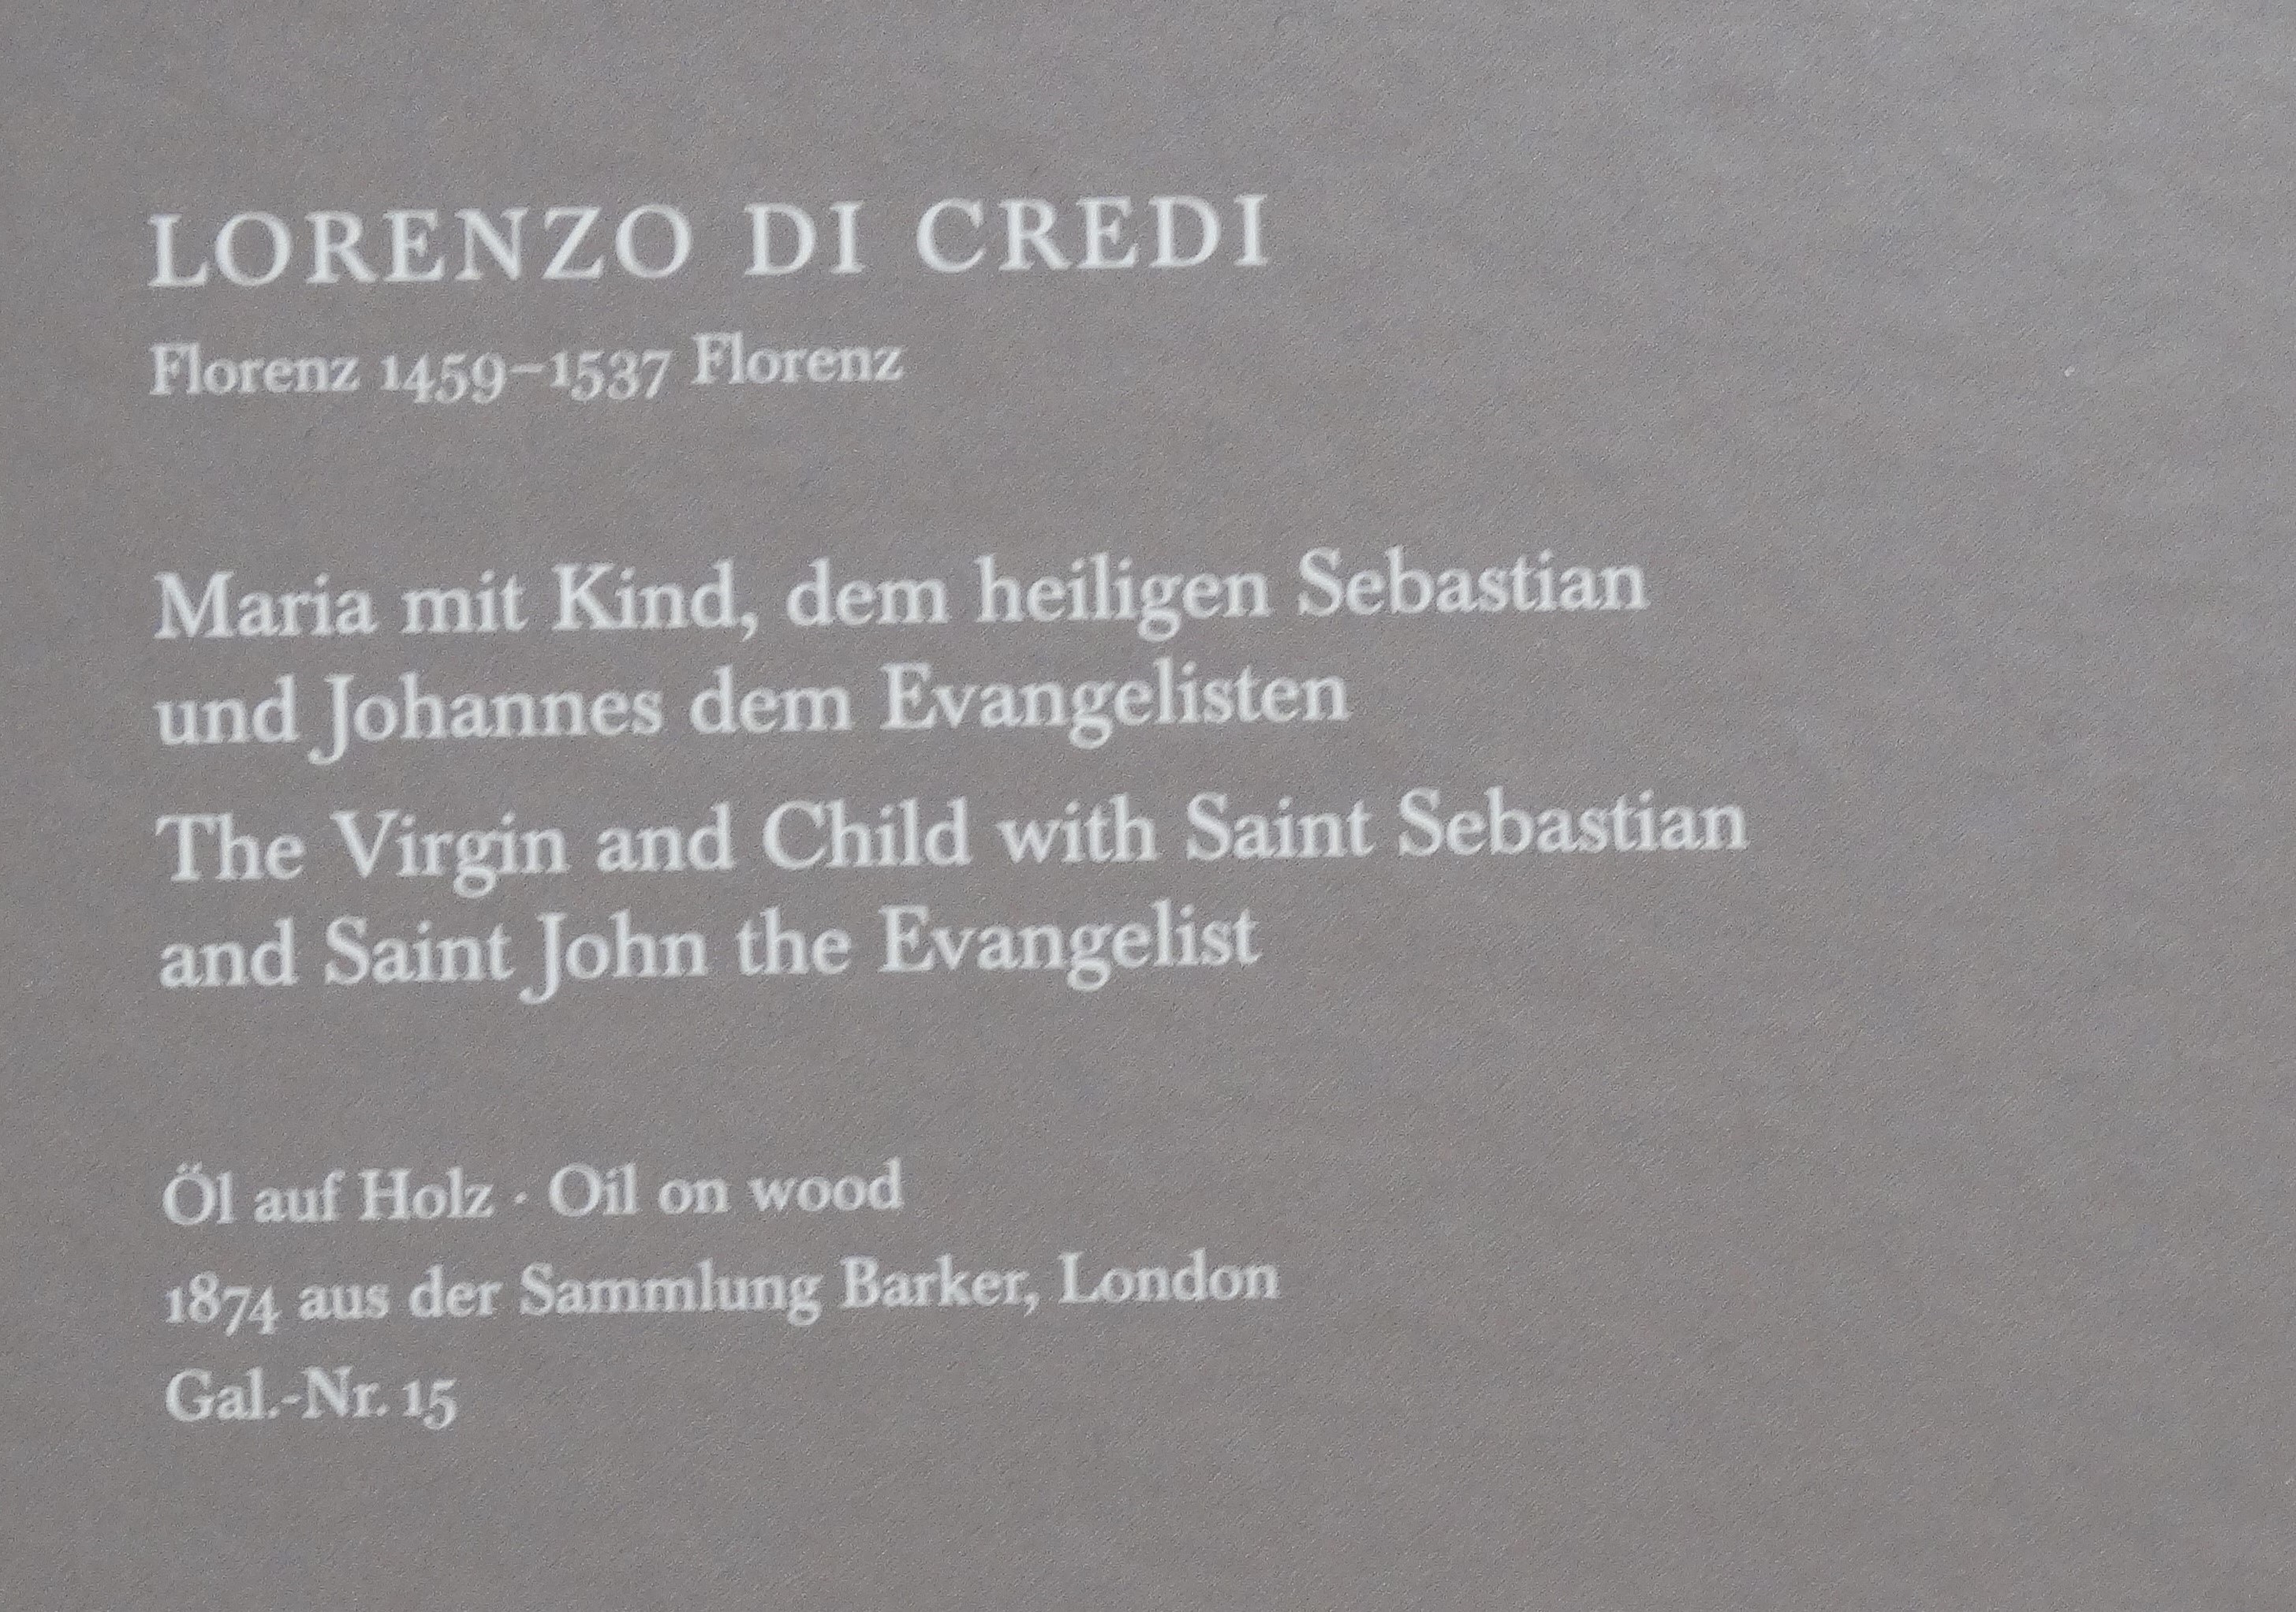 LORENZO DI CREDI
Florenz 1459–1537 Florenz
Maria mit Kind, dem heiligen Sebastian
und Johannes dem Evangelisten
The Virgin and Child with Saint Sebastian
and Saint John the Evangelist
Öl auf Holz · Oil on wood
1874 aus der Sammlung Barker, London
Gal.-Nr. 15